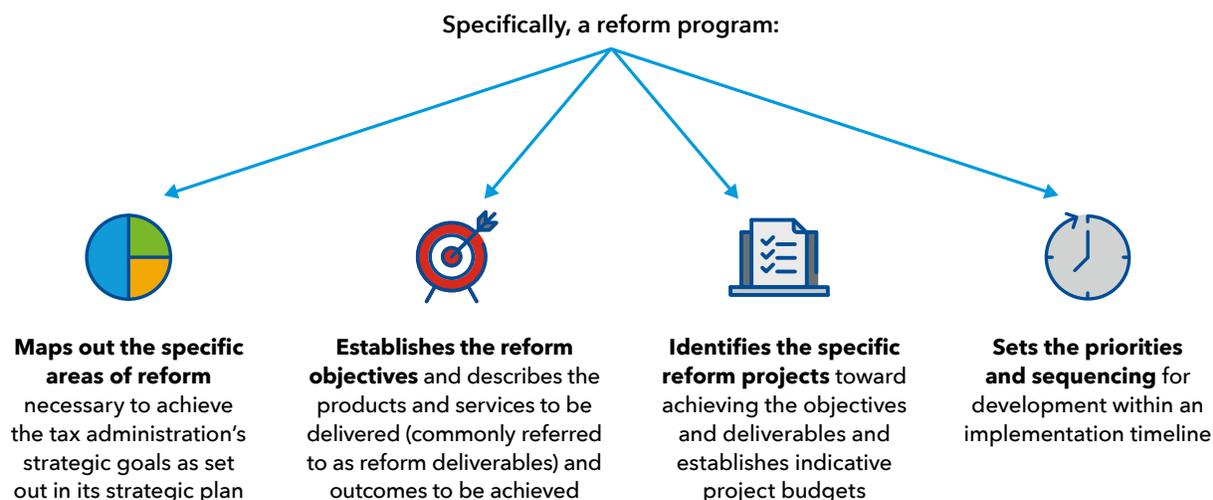 Specifically, a reform program:
Maps out the specific
areas of reform
necessary to achieve
the tax administration's
strategic goals as set
out in its strategic plan
Establishes the reform
objectives and describes the
products and services to be
delivered (commonly referred
to as reform deliverables) and
outcomes to be achieved
Identifies the specific
reform projects toward
achieving the objectives
and deliverables and
establishes indicative
project budgets
Sets the priorities
and sequencing for
development within an
implementation timeline